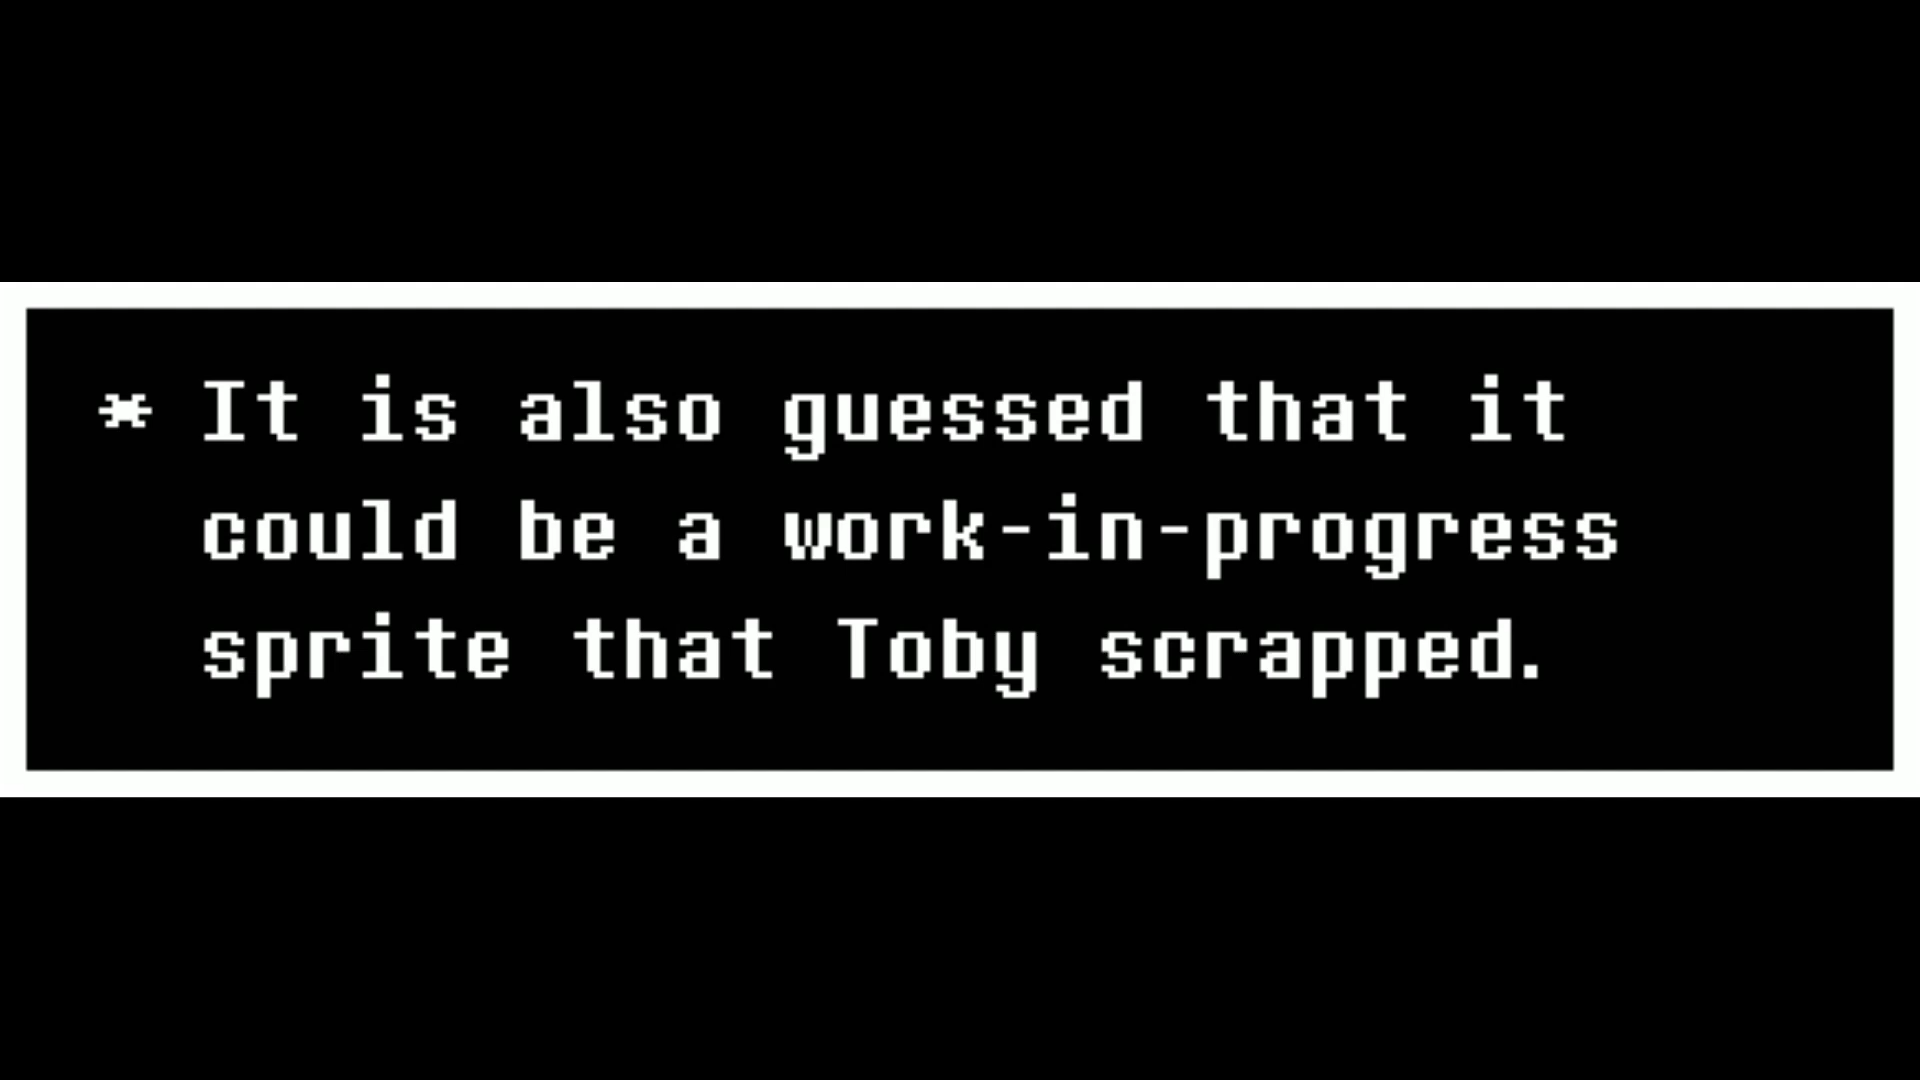 * It is also guessed that it
could be a work-in-progress
sprite that Toby scrapped.